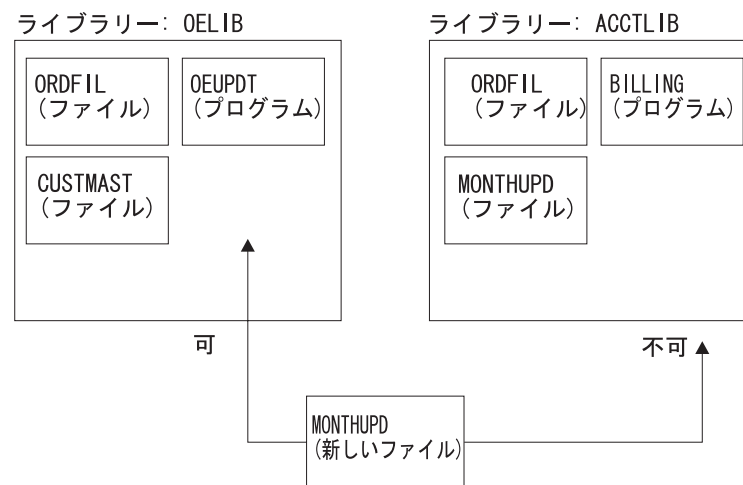 ライブラリー: OELIB
ORDFIL
(ファイル)
OEUPDT
(プログラム)
CUSTMAST
(ファイル)
ライブラリー: ACCTLIB
ORDFIL
(ファイル)
BILLING
(プログラム)
MONTHUPD
(ファイル)
可
不可
MONTHUPD
(新しいファイル)